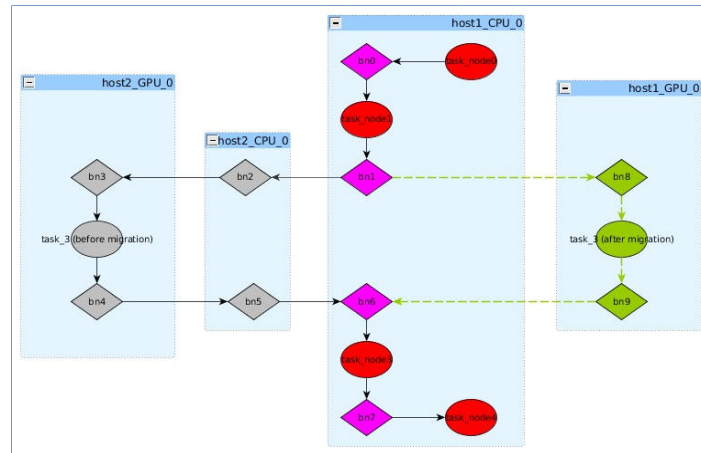 host1_CPU_0
host2_GPU_0
host1_GPU_0
host2_CPU_0
bn0
task_node0
task_node1
bn3
bn2
bn1
bn8
task_3 (before migration)
task_3 (after migration)
bn4
bn5
bn6
bn9
task_node3
bn7
task_node4